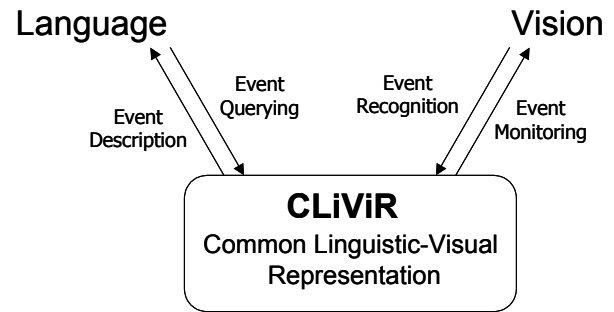 Language
Vision
Event
Querying
Event
Description
Event
Recognition
Event
Monitoring
CLiViR
Common Linguistic-Visual
Representation